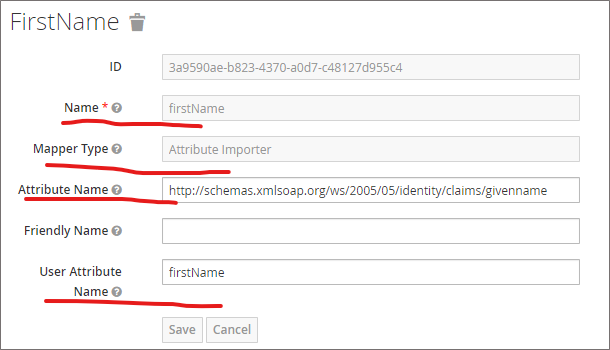 FirstName
ID 3a9590ae-b823-4370-a0d7-c48127d955c4
Name * firstName
Mapper Type Attribute Importer
Attribute Name http://schemas.xmlsoap.org/ws/2005/05/identity/claims/givenname
Friendly Name
User Attribute firstName
Name
Save Cancel